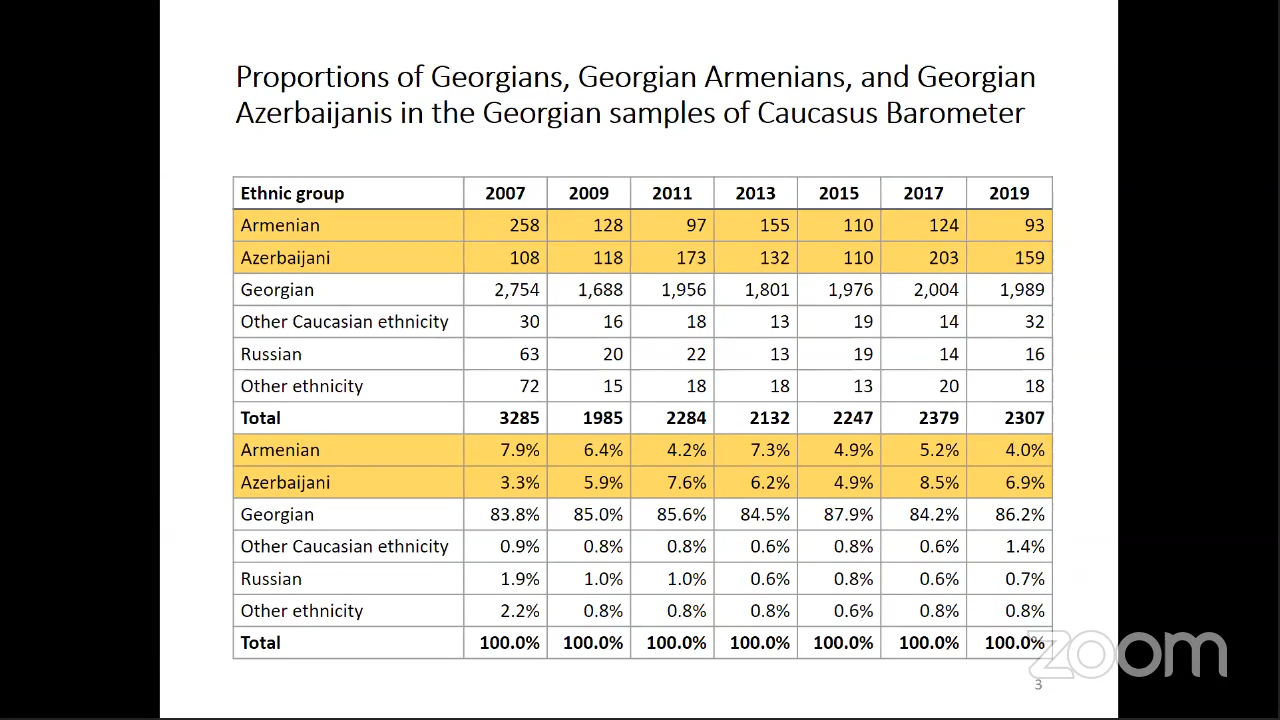 Proportions of Georgians, Georgian Armenians, and Georgian
Azerbaijanis in the Georgian samples of Caucasus Barometer
Ethnic group 2007 2009 2011 2013 2015 2017 2019
Armenian 258 128 97 155 110 124 93
Azerbaijani 108 118 173 132 110 203 159
Georgian 2,754 1,688 1,956 1,801 1,976 2,004 1,989
Other Caucasian ethnicity 30 16 18 13 19 14 32
Russian 63 20 22 13 19 14 16
Other ethnicity 72 15 18 18 13 20 18
Total 3285 1985 2284 2132 2247 2379 2307
Armenian 7.9% 6.4% 4.2% 7.3% 4.9% 5.2% 4.0%
Azerbaijani 3.3% 5.9% 7.6% 6.2% 4.9% 8.5% 6.9%
Georgian 83.8% 85.0% 85.6% 84.5% 87.9% 84.2% 86.2%
Other Caucasian ethnicity 0.9% 0.8% 0.8% 0.6% 0.8% 0.6% 1.4%
Russian 1.9% 1.0% 1.0% 0.6% 0.8% 0.6% 0.7%
Other ethnicity 2.2% 0.8% 0.8% 0.8% 0.6% 0.8% 0.8%
Total 100.0% 100.0% 100.0% 100.0% 100.0% 100.0% 100.0%
zoom
3